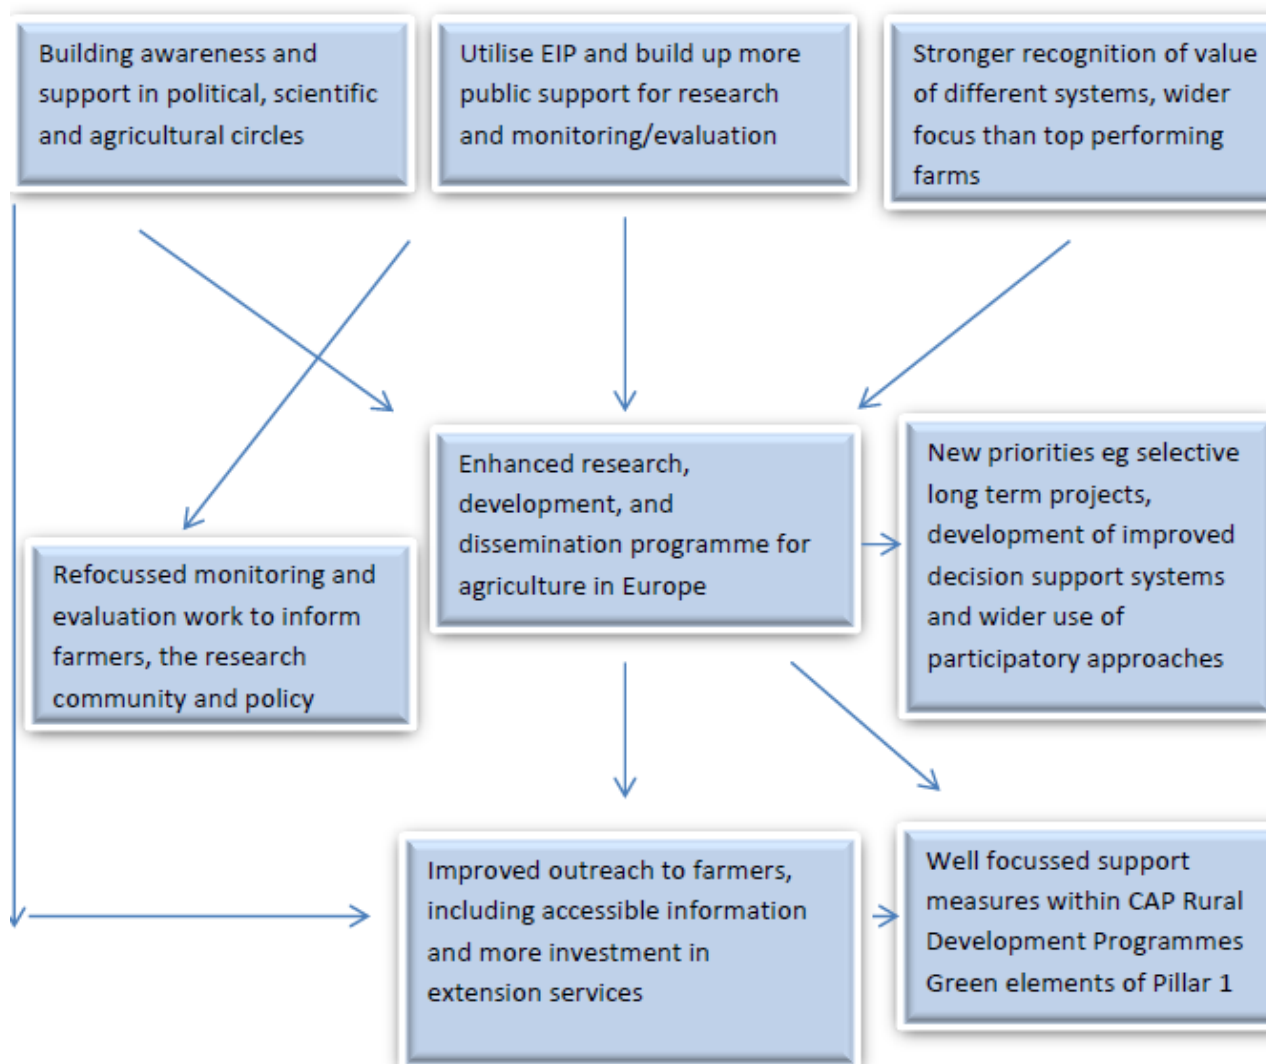 Building awareness and
support in political, scientific
and agricultural circles
Utilise EIP and build up more
public support for research
and monitoring/evaluation
Stronger recognition of value
of different systems, wider
focus than top performing
farms
Enhanced research,
development, and
dissemination programme for
agriculture in Europe
New priorities eg selective
long term projects,
development of improved
decision support systems
and wider use of
participatory approaches
Refocussed monitoring and
evaluation work to inform
farmers, the research
community and policy
Improved outreach to farmers,
including accessible information
and more investment in
extension services
Well focussed support
measures within CAP Rural
Development Programmes
Green elements of Pillar 1